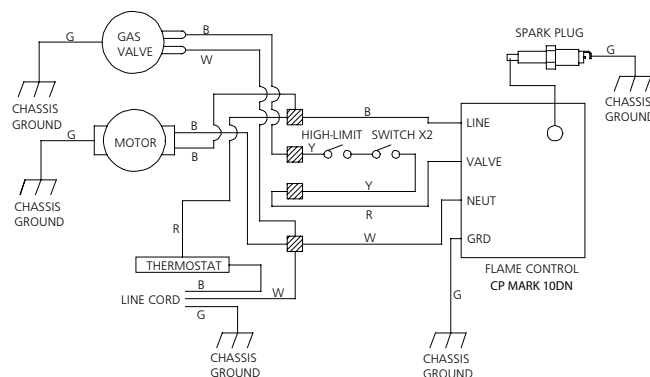 G
GAS
VALVE
B
W
SPARK PLUG
G
CHASSIS
GROUND
CHASSIS
GROUND
G
MOTOR
B
B
B
LINE
HIGH-LIMIT
SWITCH X2
Y
VALVE
Y
R
NEUT
CHASSIS
GROUND
R
W
GRD
THERMOSTAT
FLAME CONTROL
CP MARK 10DN
B
LINE CORD
W
G
G
CHASSIS
GROUND
CHASSIS
GROUND